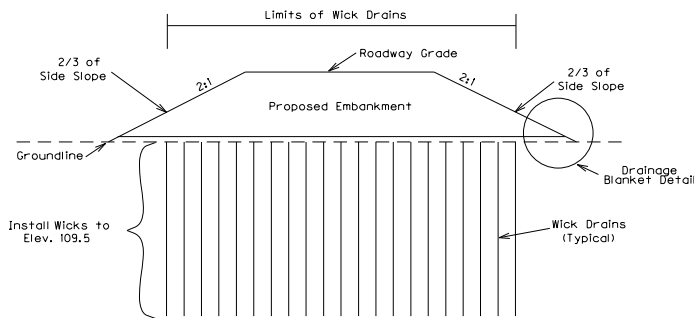 Limits of Wick Drains
Roadway Grade
2/3 of
Side Slope
2:1
2:1
2/3 of
Side Slope
Proposed Embankment
Groundline
Drainage
Blanket Detail
Install Wicks to
Elev. 109.5
Wick Drains
(Typical)